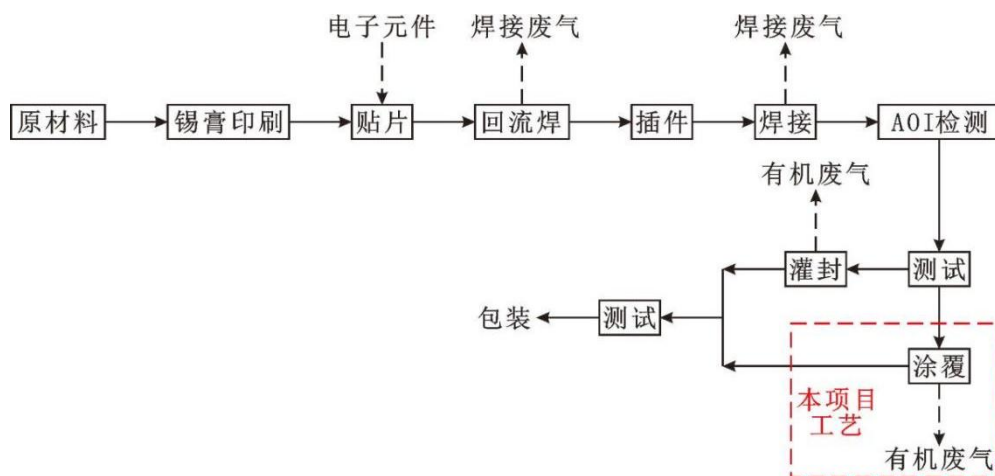 电子元件
焊接废气
焊接废气
原材料
锡膏印刷
贴片
回流焊
插件
焊接
AOI检测
有机废气
灌封
测试
包装
测试
涂覆
本项目
工艺
有机废气